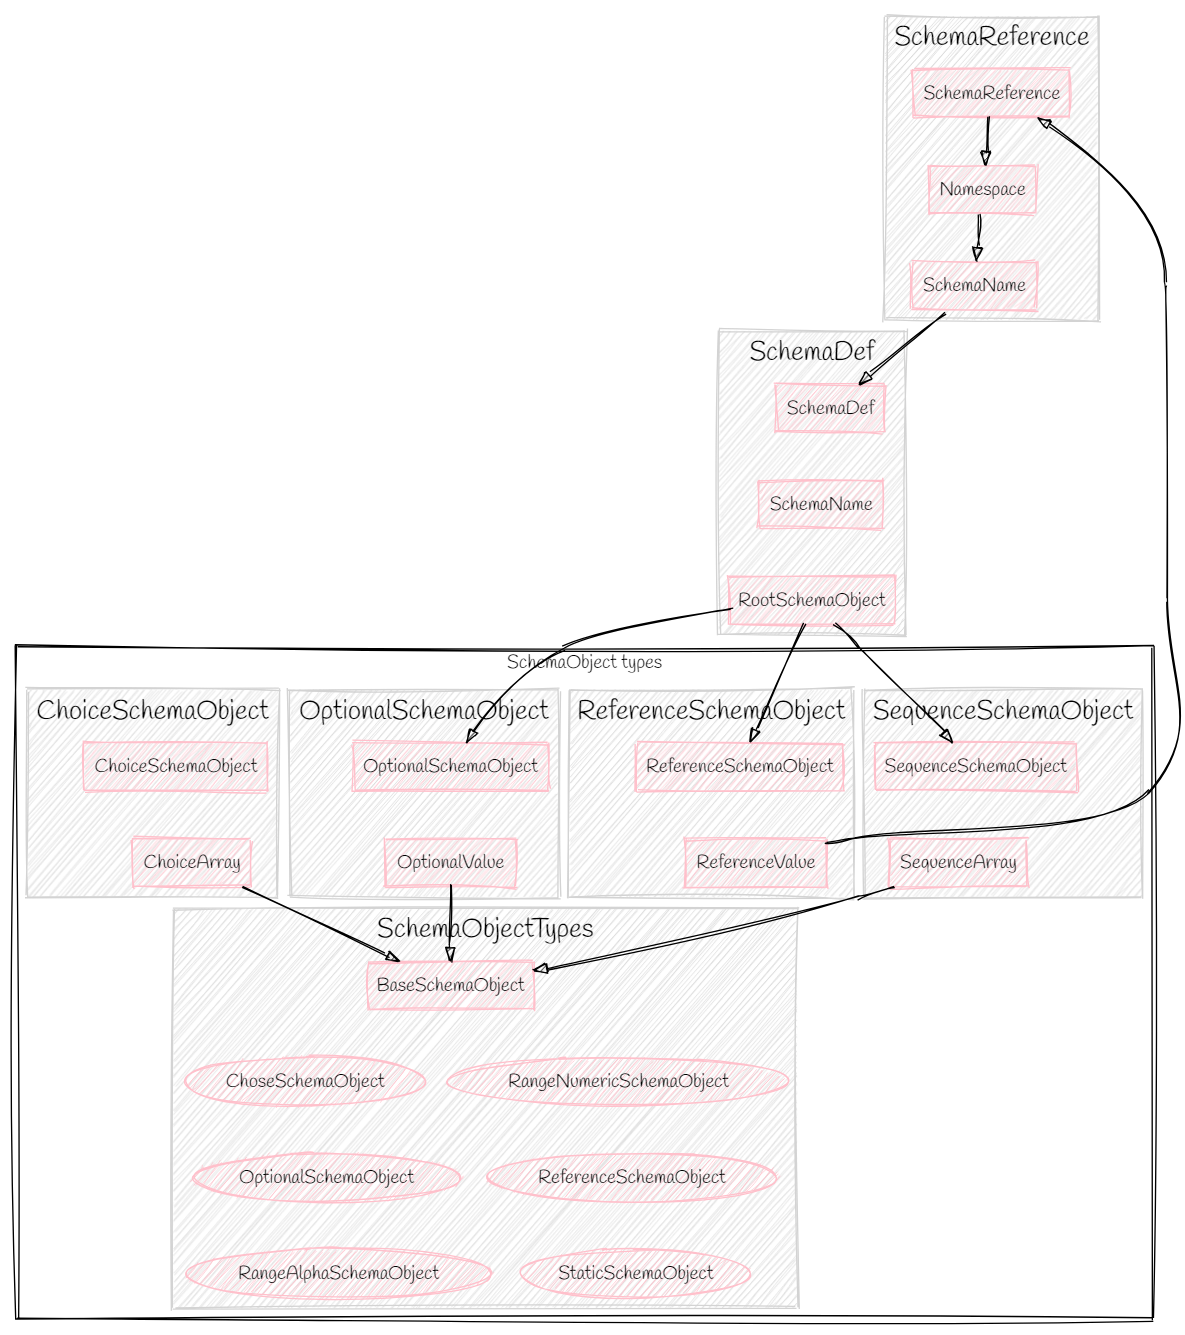 SchemaReference
SchemaReference
Namespace
SchemaName
SchemaDef
SchemaDef
SchemaName
RootSchemaObject
SchemaObject types
ChoiceSchemaObject
OptionalSchemaObject
ReferenceSchemaObject
SequenceSchemaObject
ChoiceSchemaObject
OptionalSchemaObject
ReferenceSchemaObject
SequenceSchemaObject
ChoiceArray
OptionalValue
ReferenceValue
SequenceArray
SchemaObjectTypes
BaseSchemaObject
ChoseSchemaObject
RangeNumericSchemaObject
OptionalSchemaObject
ReferenceSchemaObject
RangeAlphaSchemaObject
StaticSchemaObject